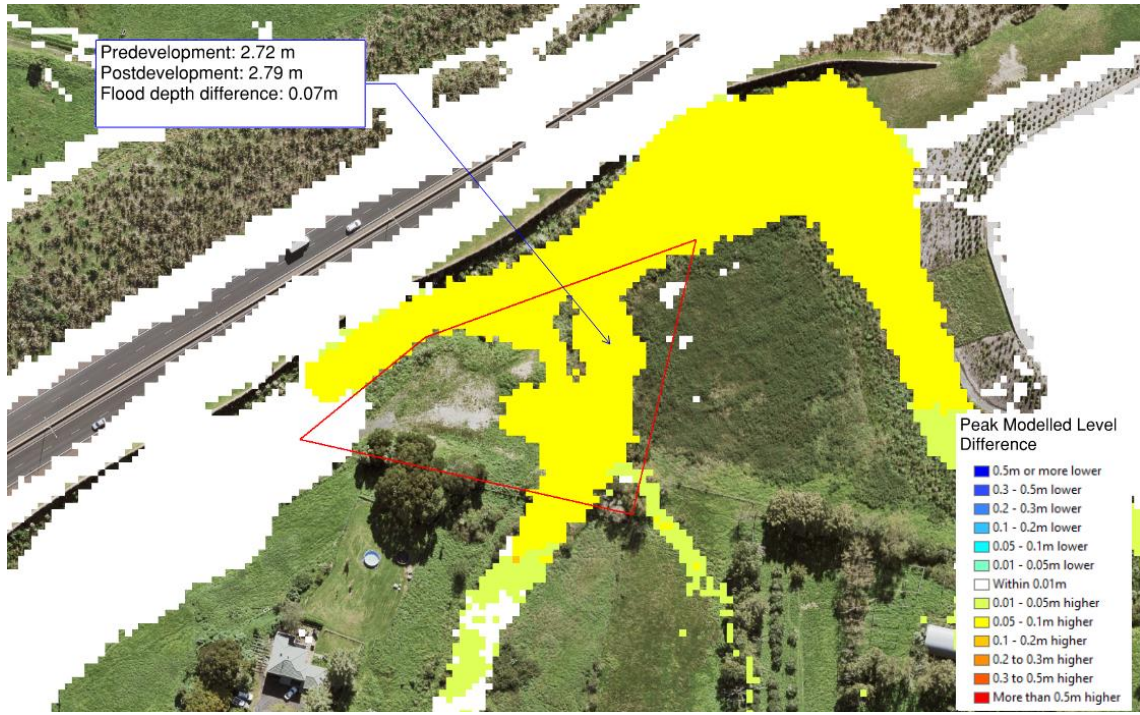 Predevelopment: 2.72 m
Postdevelopment: 2.79 m
Flood depth difference: 0.07m
Peak Modelled Level
Difference
0.5m or more lower
0.3 - 0.5m lower
0.2 - 0.3m lower
0.1 - 0.2m lower
0.05 - 0.1m lower
0.01 - 0.05m lower
Within 0.01m
0.01 - 0.05m higher
0.05 - 0.1m higher
0.1 - 0.2m higher
0.2 to 0.3m higher
0.3 to 0.5m higher
More than 0.5m higher